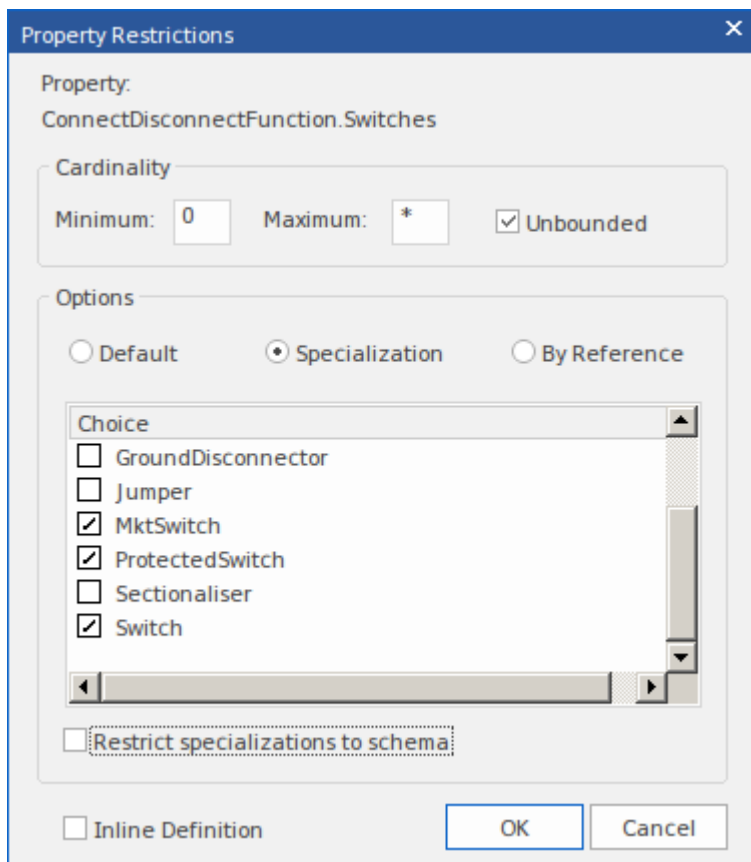 Property Restrictions
Property:
ConnectDisconnectFunction.Switches
Cardinality
Minimum: 0 Maximum: * Unbounded
Options
Default Specialization By Reference
Choice
GroundDisconnector
Jumper
MktSwitch
ProtectedSwitch
Sectionaliser
Switch
Restrict specializations to schema
Inline Definition OK Cancel